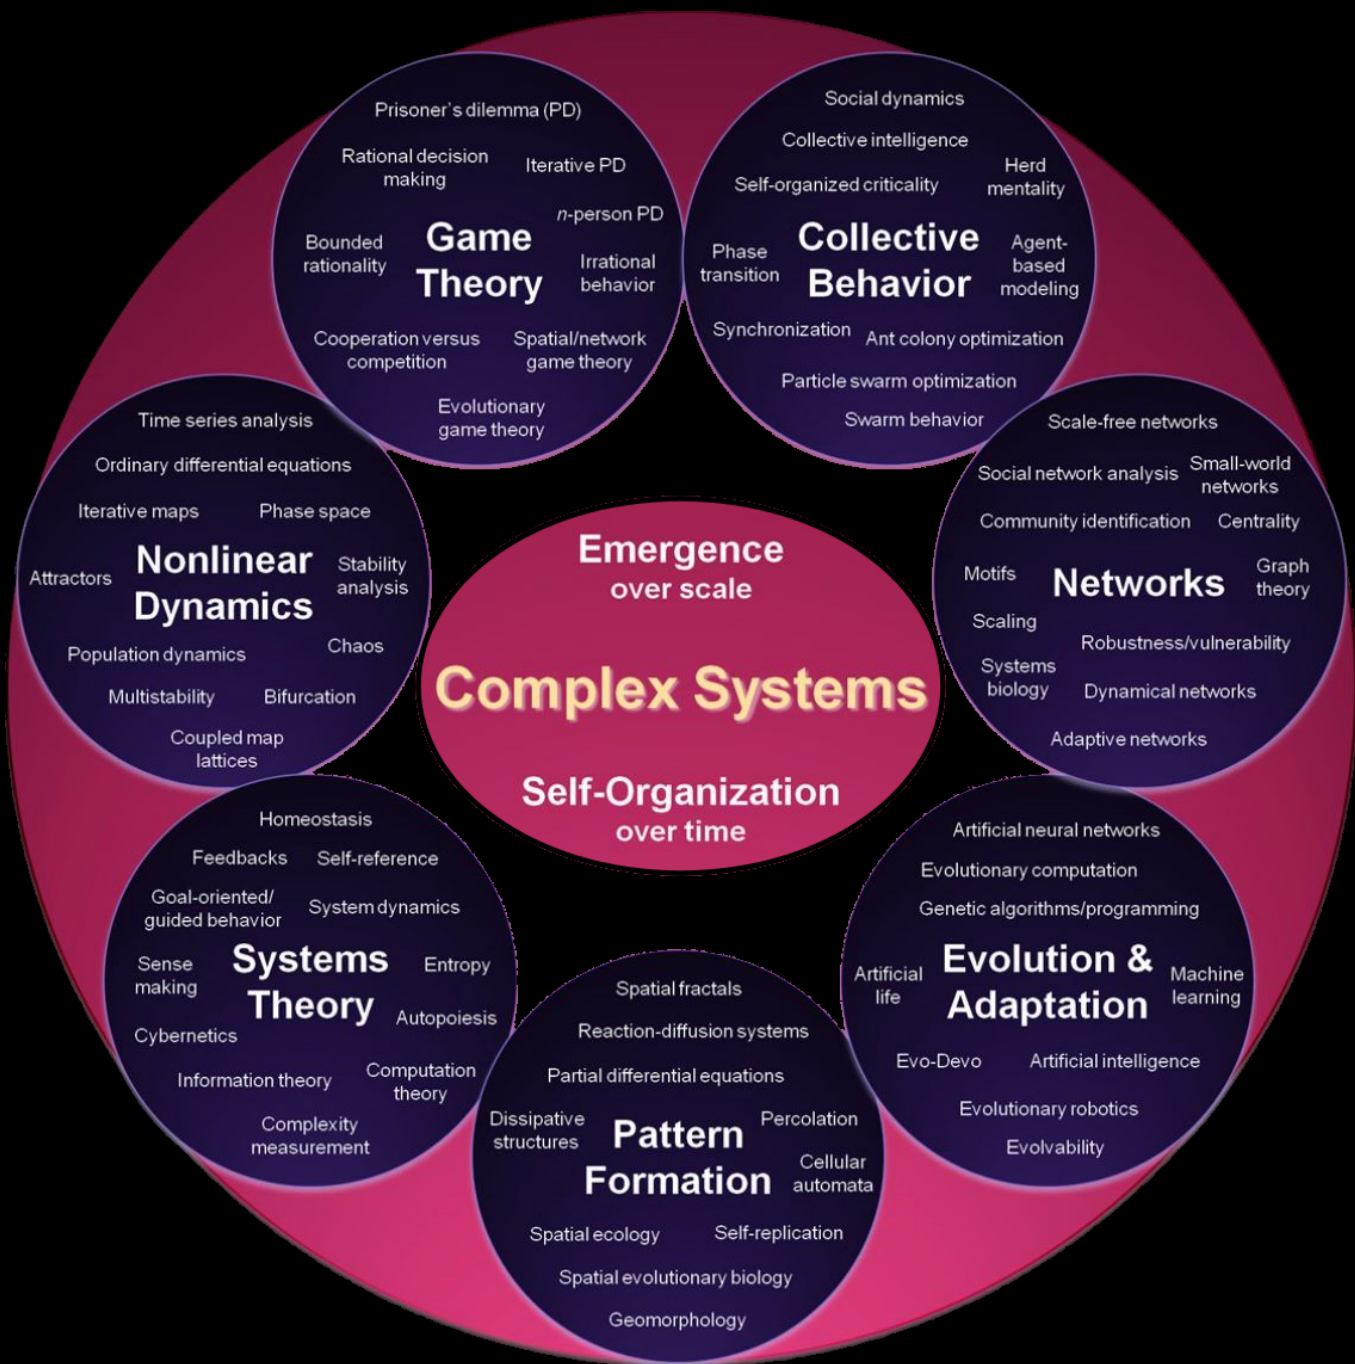 Prisoner's dilemma (PD)
Rational decision
making
Iterative PD
n-person PD
Game
Theory
Bounded
rationality
Irrational
behavior
Cooperation versus
competition
Spatial/network
game theory
Evolutionary
game theory
Social dynamics
Collective intelligence
Herd
mentality
Self-organized criticality
Collective
Behavior
Phase
transition
Agent-
based
modeling
Synchronization
Ant colony optimization
Particle swarm optimization
Swarm behavior
Time series analysis
Ordinary differential equations
Iterative maps
Phase space
Nonlinear
Dynamics
Attractors
Stability
analysis
Chaos
Population dynamics
Multistability
Bifurcation
Coupled map
lattices
Emergence
over scale
Complex Systems
Self-Organization
over time
Scale-free networks
Social network analysis
Small-world
networks
Community identification
Centrality
Motifs
Networks
Graph
theory
Scaling
Robustness/vulnerability
Systems
biology
Dynamical networks
Adaptive networks
Homeostasis
Feedbacks
Self-reference
Goal-oriented/
guided behavior
System dynamics
Sense
making
Systems
Theory
Entropy
Autopoiesis
Cybernetics
Information theory
Computation
theory
Complexity
measurement
Spatial fractals
Reaction-diffusion systems
Partial differential equations
Dissipative
structures
Pattern
Formation
Percolation
Cellular
automata
Spatial ecology
Self-replication
Spatial evolutionary biology
Geomorphology
Artificial neural networks
Evolutionary computation
Genetic algorithms/programming
Artificial
life
Evolution &
Adaptation
Machine
learning
Evo-Devo
Artificial intelligence
Evolutionary robotics
Evolvability